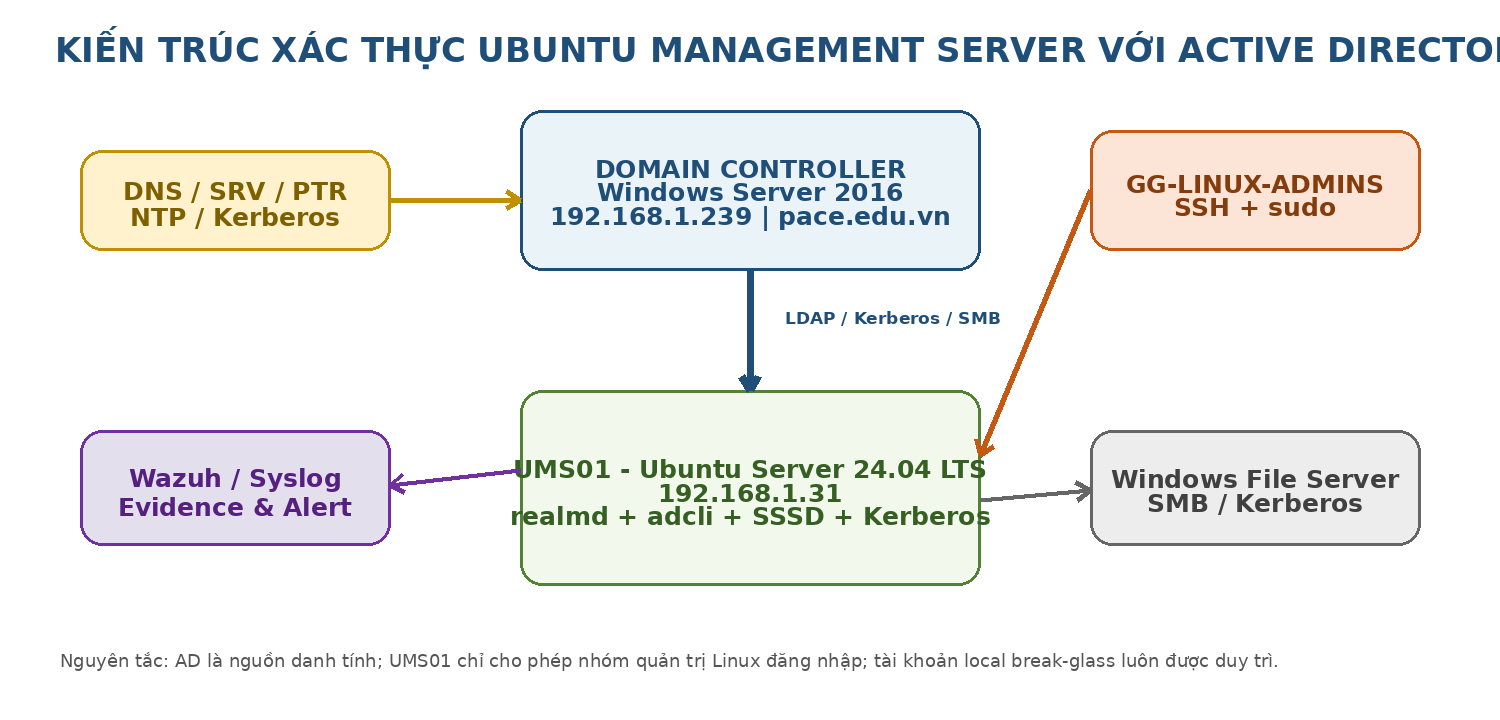 KIẾN TRÚC XÁC THỰC UBUNTU MANAGEMENT SERVER VỚI ACTIVE DIRECTO
DNS / SRV / PTR
NTP / Kerberos
DOMAIN CONTROLLER
Windows Server 2016
192.168.1.239 | pace.edu.vn
GG-LINUX-ADMINS
SSH + sudo
LDAP / Kerberos / SMB
Wazuh / Syslog
Evidence & Alert
UMS01 - Ubuntu Server 24.04 LTS
192.168.1.31
realmd + adcli + SSSD + Kerberos
Windows File Server
SMB / Kerberos
Nguyên tắc: AD là nguồn danh tính; UMS01 chỉ cho phép nhóm quản trị Linux đăng nhập; tài khoản local break-glass luôn được duy trì.